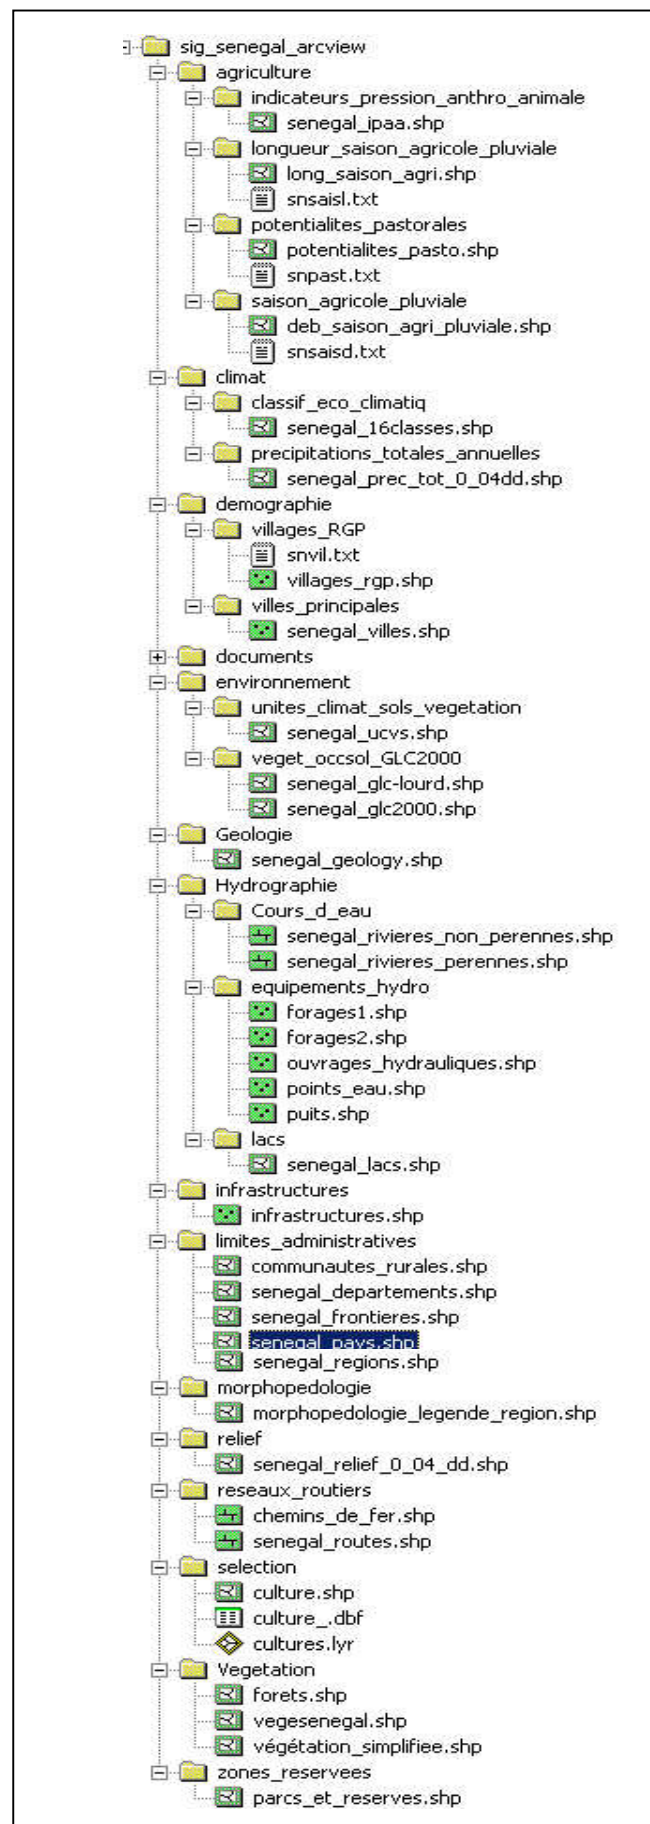 sig_senegal_arcview
agriculture
indicateurs_pression_anthro_animale
senegal_ipaa.shp
longueur_saison_agricole_pluviale
long_saison_agri.shp
snsaisl.txt
potentialites_pastorales
potentialites_pasto.shp
snpast.txt
saison_agricole_pluviale
deb_saison_agri_pluviale.shp
snsaisd.txt
climat
classif_eco_climatiq
senegal_16classes.shp
precipitations_totales_annuelles
senegal_prec_tot_0_04dd.shp
demographie
villages_RGP
snvil.txt
villages_rgp.shp
villes_principales
senegal_villes.shp
documents
environnement
unites_climat_sols_vegetation
senegal_ucvs.shp
veget_occsol_GLC2000
senegal_glc-lourd.shp
senegal_glc2000.shp
Geologie
senegal_geology.shp
Hydrographie
Cours_d_eau
senegal_rivieres_non_perennes.shp
senegal_rivieres_perennes.shp
equipements_hydro
forages1.shp
forages2.shp
ouvrages_hydrauliques.shp
points_eau.shp
puits.shp
lacs
senegal_lacs.shp
infrastructures
infrastructures.shp
limites_administratives
communautes_rurales.shp
senegal_departements.shp
senegal_frontieres.shp
senegal_pays.shp
senegal_regions.shp
morphopedologie
morphopedologie_legende_region.shp
relief
senegal_relief_0_04_dd.shp
reseaux_routiers
chemins_de_fer.shp
senegal_routes.shp
selection
culture.shp
culture_.dbf
cultures.lyr
Vegetation
forets.shp
vegesenegal.shp
végétation_simplifiee.shp
zones_reservees
parcs_et_reserves.shp